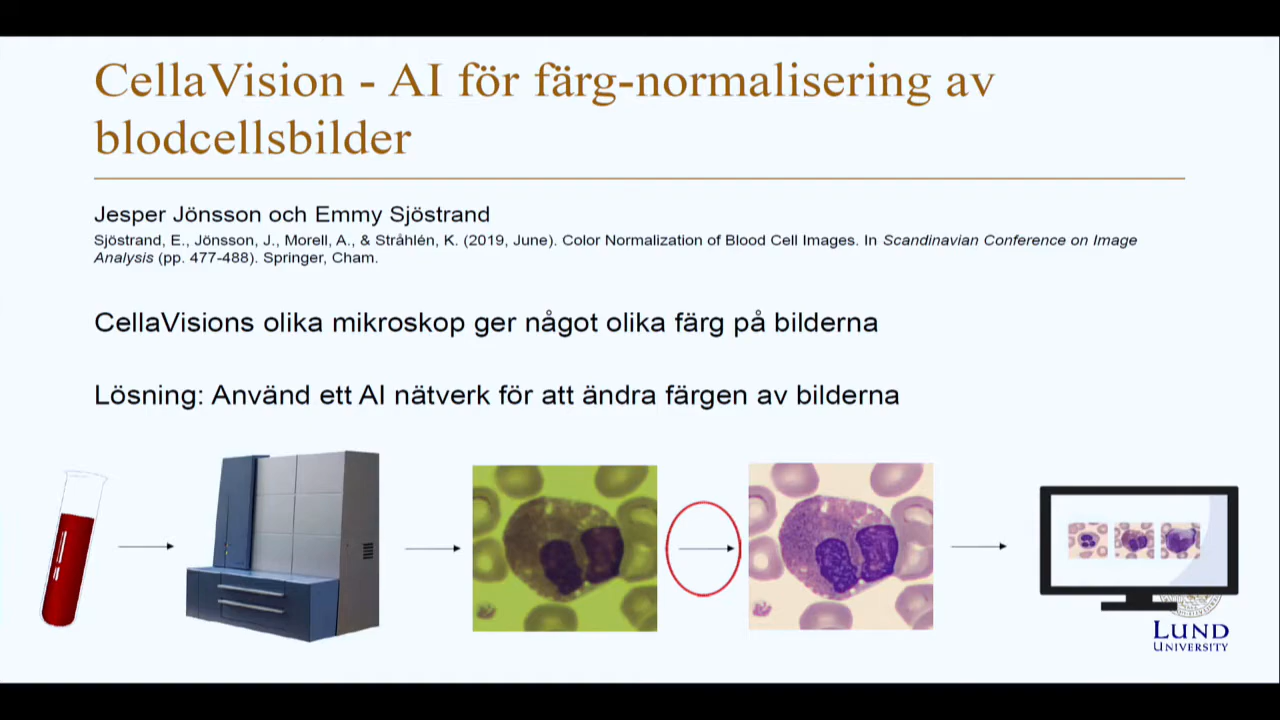 CellaVision - AI för färg-normalisering av
blodcellsbilder
Jesper Jönsson och Emmy Sjöstrand
Sjöstrand, E., Jönsson, J., Morell, A., & Stråhlén, K. (2019, June). Color Normalization of Blood Cell Images. In Scandinavian Conference on Image
Analysis (pp. 477-488). Springer, Cham.
CellaVisions olika mikroskop ger något olika färg på bilderna
Lösning: Använd ett AI nätverk för att ändra färgen av bilderna
LUND
UNIVERSITY